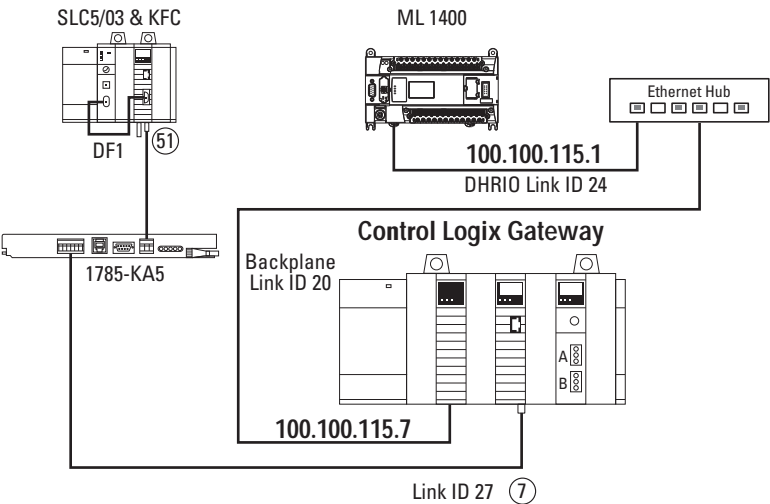 SLC5/03 & KFC
ML 1400
Ethernet Hub
DF1
51
100.100.115.1
DHRIO Link ID 24
1785-KA5
Control Logix Gateway
Backplane
Link ID 20
A
B
100.100.115.7
Link ID 27 7